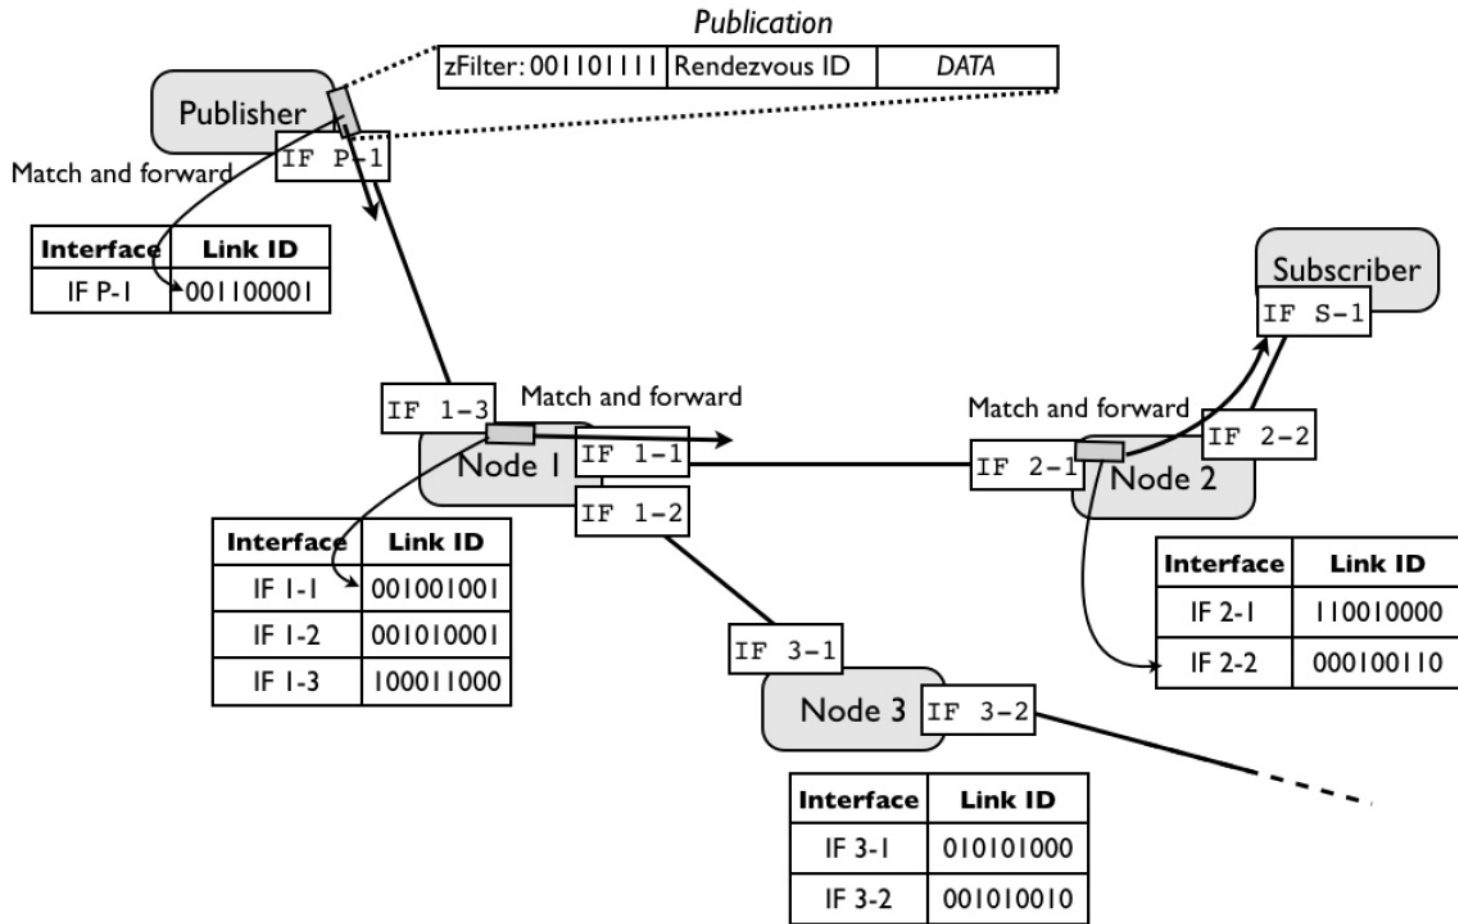 Publication
zFilter: 001101111 Rendezvous ID DATA
Publisher
IF P-1
Match and forward
Interface Link ID
IF P-1 001100001
Subscriber
IF S-1
IF 1-3
Match and forward
Node 1
IF 1-1
IF 1-2
Match and forward
IF 2-1
IF 2-2
Node 2
Interface Link ID
IF 1-1 001001001
IF 1-2 001010001
IF 1-3 100011000
Interface Link ID
IF 2-1 110010000
IF 2-2 000100110
IF 3-1
Node 3
IF 3-2
Interface Link ID
IF 3-1 010101000
IF 3-2 001010010